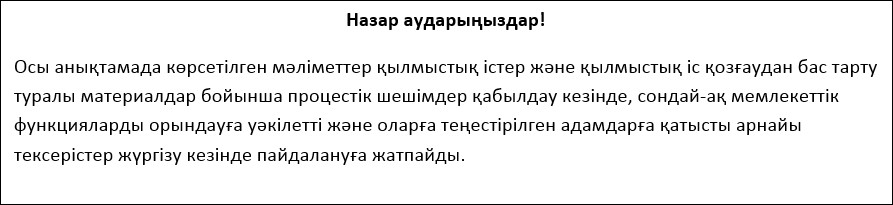 Назар аударыңыздар!
Осы анықтамада көрсетілген мәліметтер қылмыстық істер және қылмыстық іс қозғаудан бас тарту
туралы материалдар бойынша процестік шешімдер қабылдау кезінде, сондай-ақ мемлекеттік
функцияларды орындауға уәкілетті және оларға теңестірілген адамдарға қатысты арнайы
тексерістер жүргізу кезінде пайдалануға жатпайды.